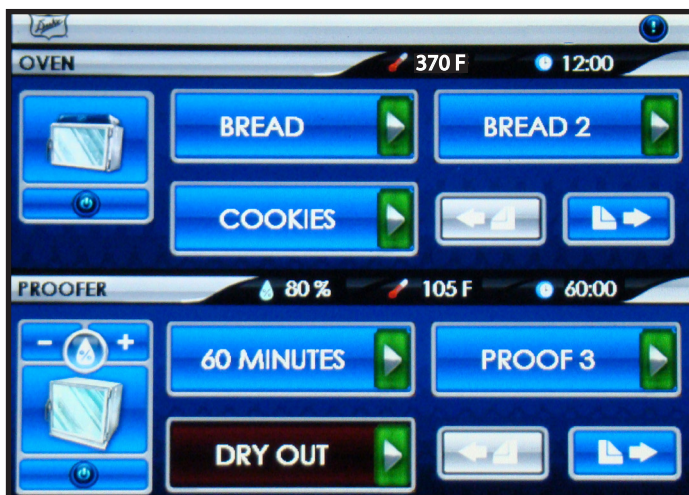 Duke
OVEN 370 F 12:00
BREAD BREAD 2
COOKIES
PROOFER 80 % 105 F 60:00
- % +
60 MINUTES PROOF 3
DRY OUT